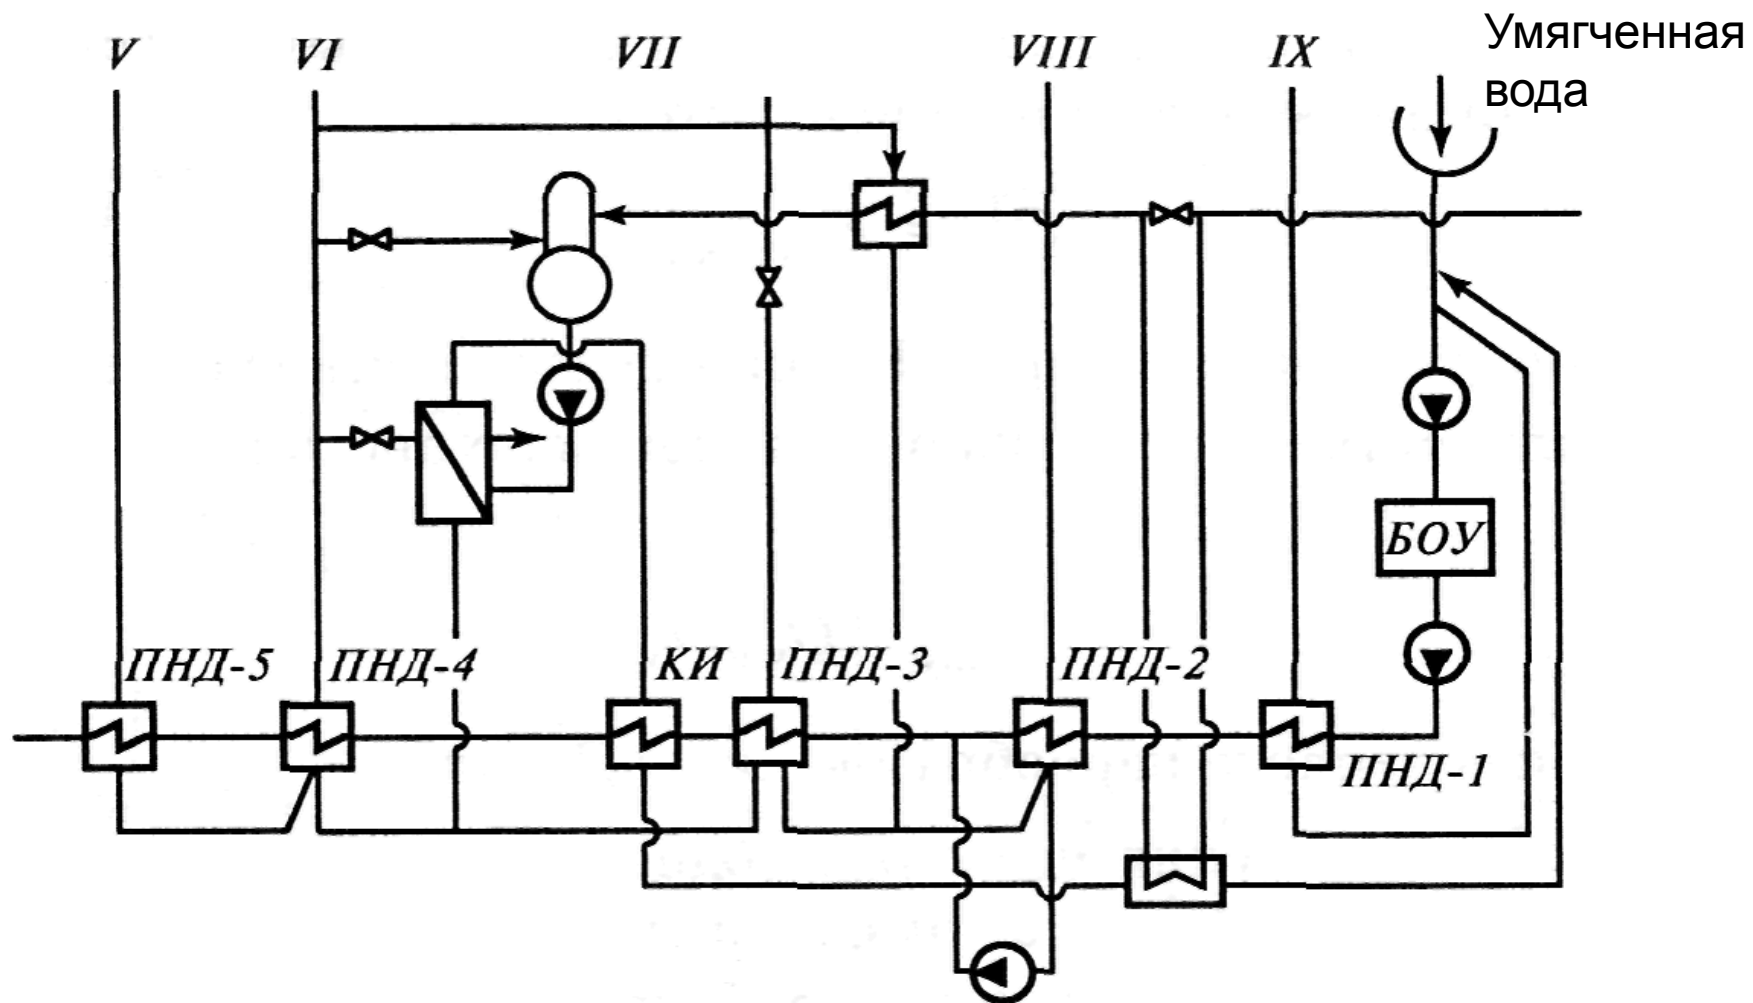 V
VI
VII
VIII
IX
Умягченная
вода
БОУ
ПНД-5
ПНД-4
КИ
ПНД-3
ПНД-2
ПНД-1